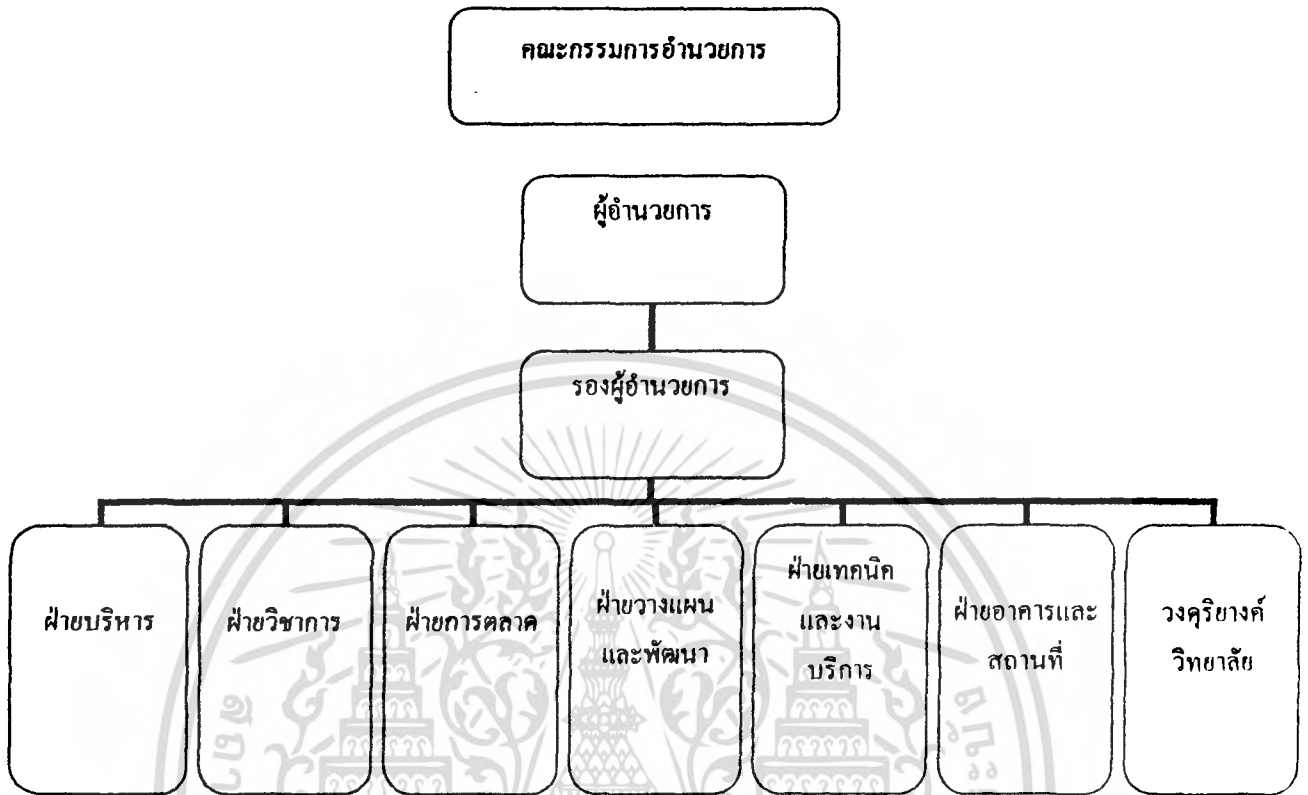 คณะกรรมการอำนวยการ
ผู้อำนวยการ
รองผู้อำนวยการ
ฝ่ายบริหาร
ฝ่ายวิชาการ
ฝ่ายการตลาด
ฝ่ายวางแผน
และพัฒนา
ฝ่ายเทคนิค
และงาน
บริการ
ฝ่ายอาคารและ
สถานที่
วงดุริยางค์
วิทยาลัย